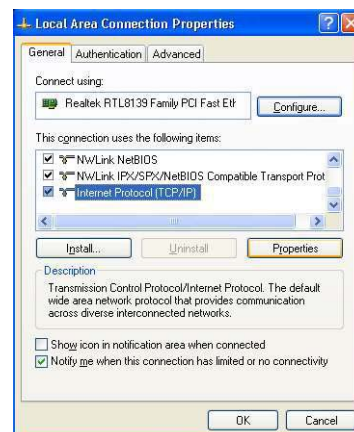 Local Area Connection Properties
General Authentication Advanced
Connect using:
Realtek RTL8139 Family PCI Fast Eth
Configure...
This connection uses the following items:
NWLink NetBIOS
NWLink IPX/SPX/NetBIOS Compatible Transport Prot
Internet Protocol (TCP/IP)
Install... Uninstall Properties
Description
Transmission Control Protocol/Internet Protocol. The default
wide area network protocol that provides communication
across diverse interconnected networks.
Show icon in notification area when connected
Notify me when this connection has limited or no connectivity
OK Cancel